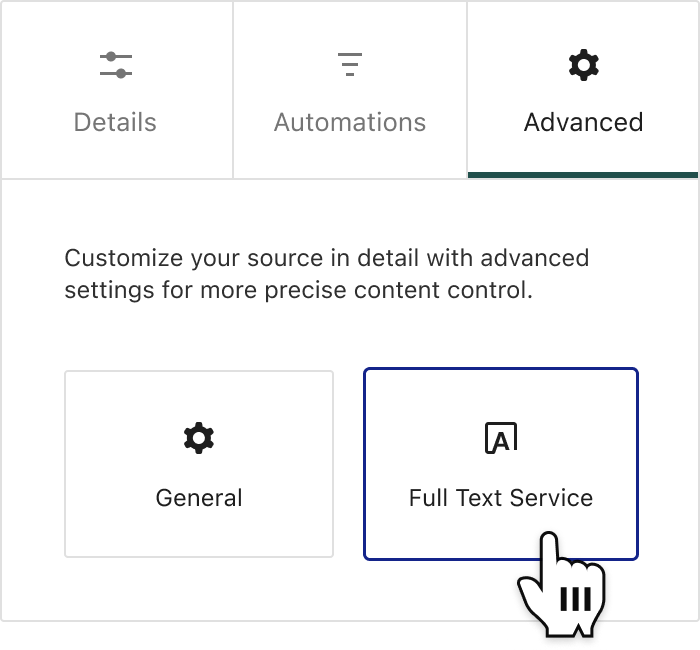 Details
Automations
Advanced
Customize your source in detail with advanced
settings for more precise content control.
General
A
Full Text Service